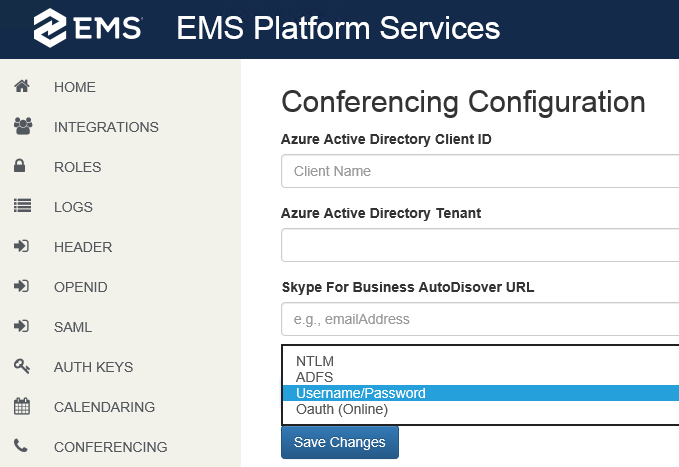 EMS
EMS Platform Services
HOME
INTEGRATIONS
ROLES
LOGS
HEADER
OPENID
SAML
AUTH KEYS
CALENDARING
CONFERENCING
Conferencing Configuration
Azure Active Directory Client ID
Client Name
Azure Active Directory Tenant
Skype For Business AutoDisover URL
e.g., emailAddress
NTLM
ADFS
Username/Password
Oauth (Online)
Save Changes